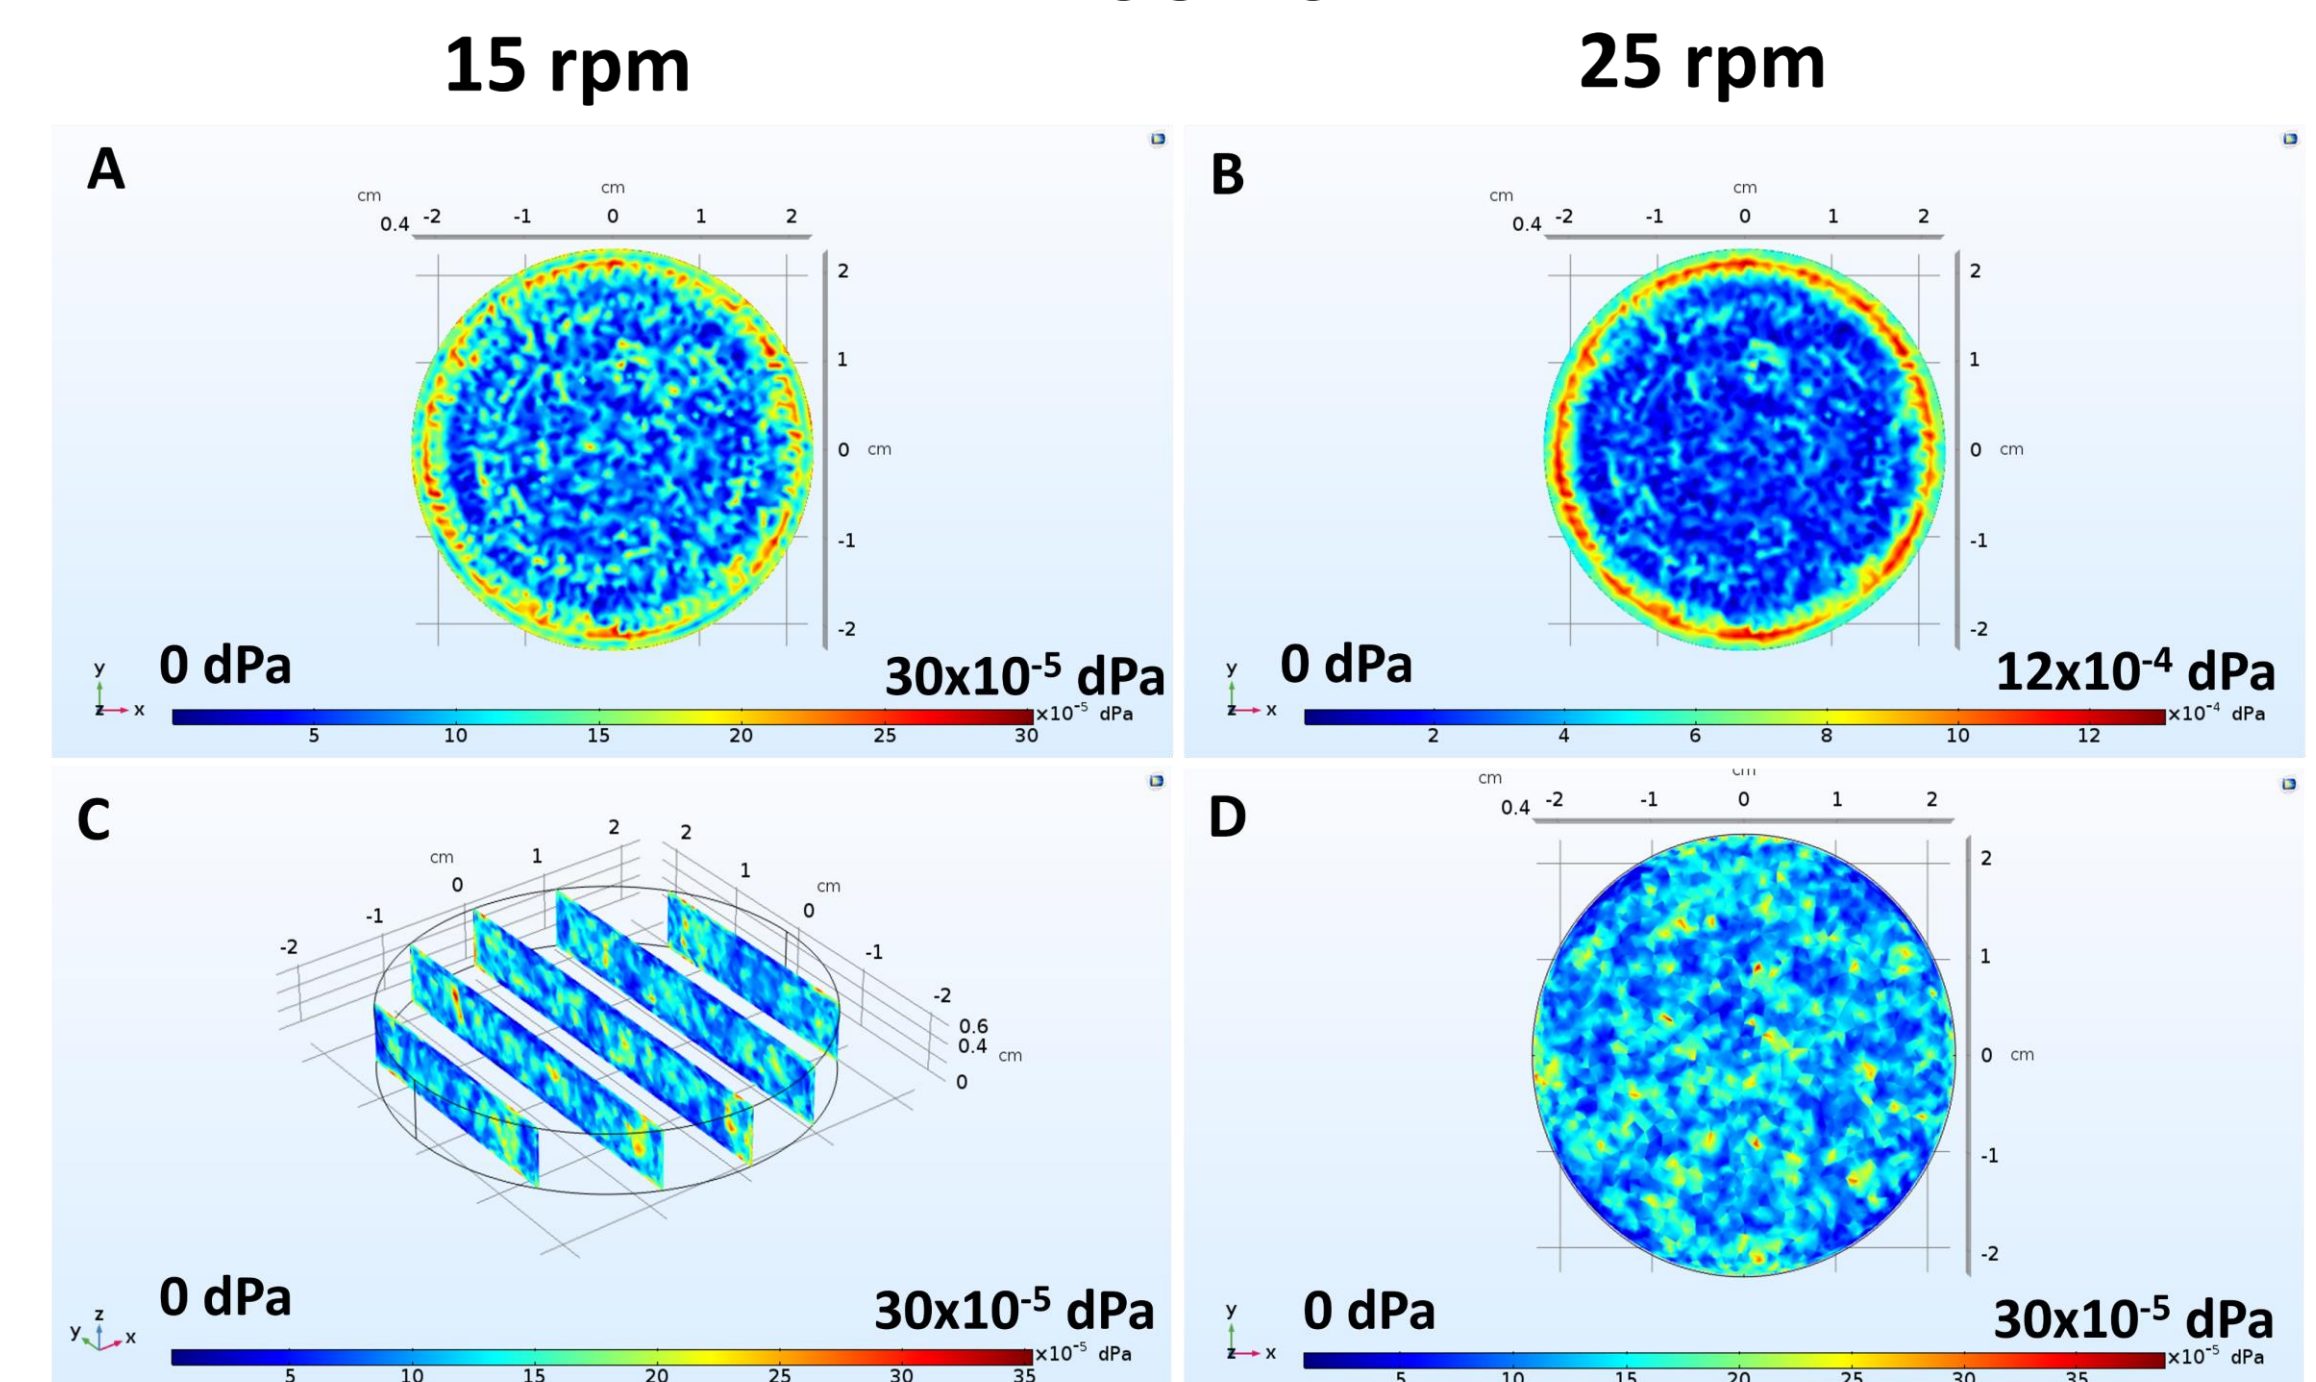 15 rpm
25 rpm
A
cm
cm
0.4 -2 -1 0 1 2
2
1
0 cm
-1
-2
0 dPa
30x10⁻⁵ dPa
y
z x
×10⁻⁵ dPa
5 10 15 20 25 30
B
cm
cm
0.4 -2 -1 0 1 2
2
1
0 cm
-1
-2
0 dPa
12x10⁻⁴ dPa
y
z x
×10⁻⁴ dPa
2 4 6 8 10 12
C
2 2
cm 1 1
0 cm
-1 0
-2 -1
-2
0.6
0.4 cm
0
0 dPa
30x10⁻⁵ dPa
z
y x
×10⁻⁵ dPa
5 10 15 20 25 30 35
D
cm
cm
0.4 -2 -1 0 1 2
2
1
0 cm
-1
-2
0 dPa
30x10⁻⁵ dPa
y
z x
×10⁻⁵ dPa
5 10 15 20 25 30 35